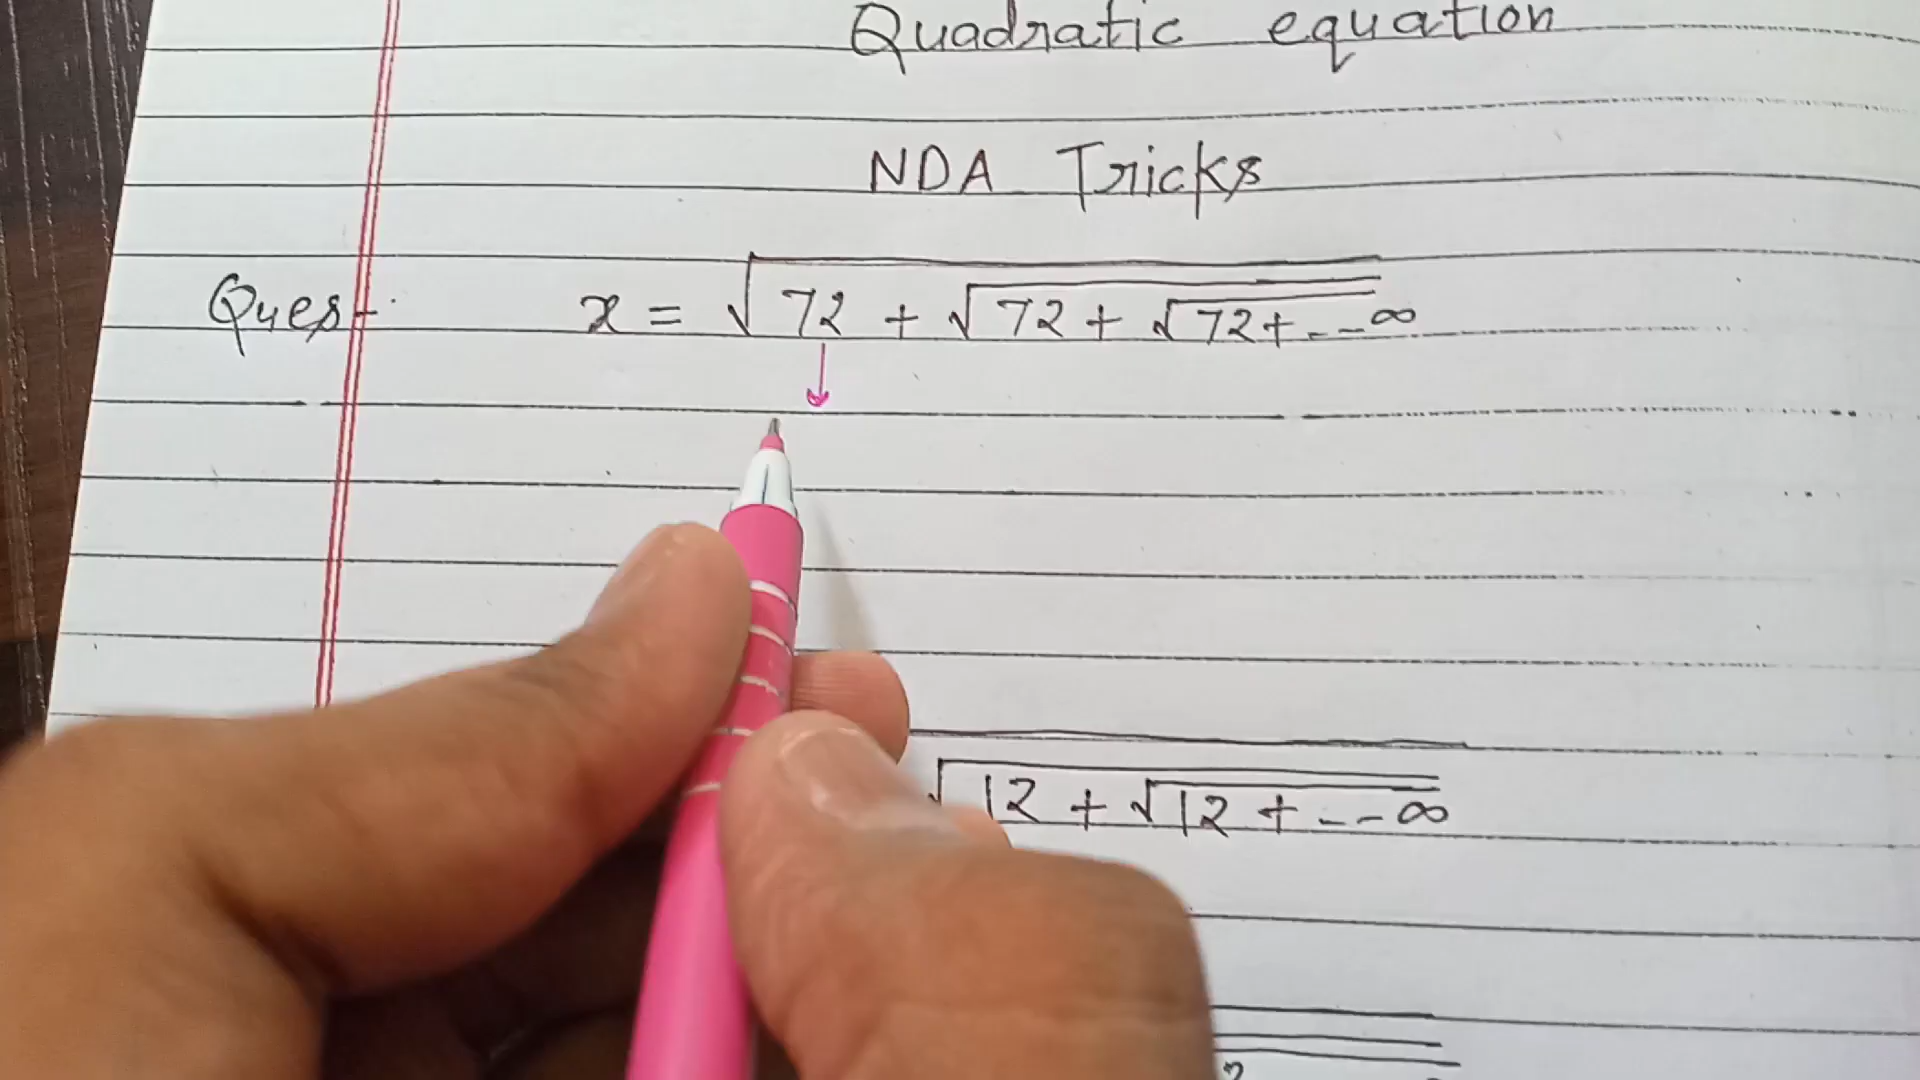 Quadratic equation
NDA Tricks
Ques- x = √72 + √72 + √72+ - - ∞
√12 + √12 + - - ∞